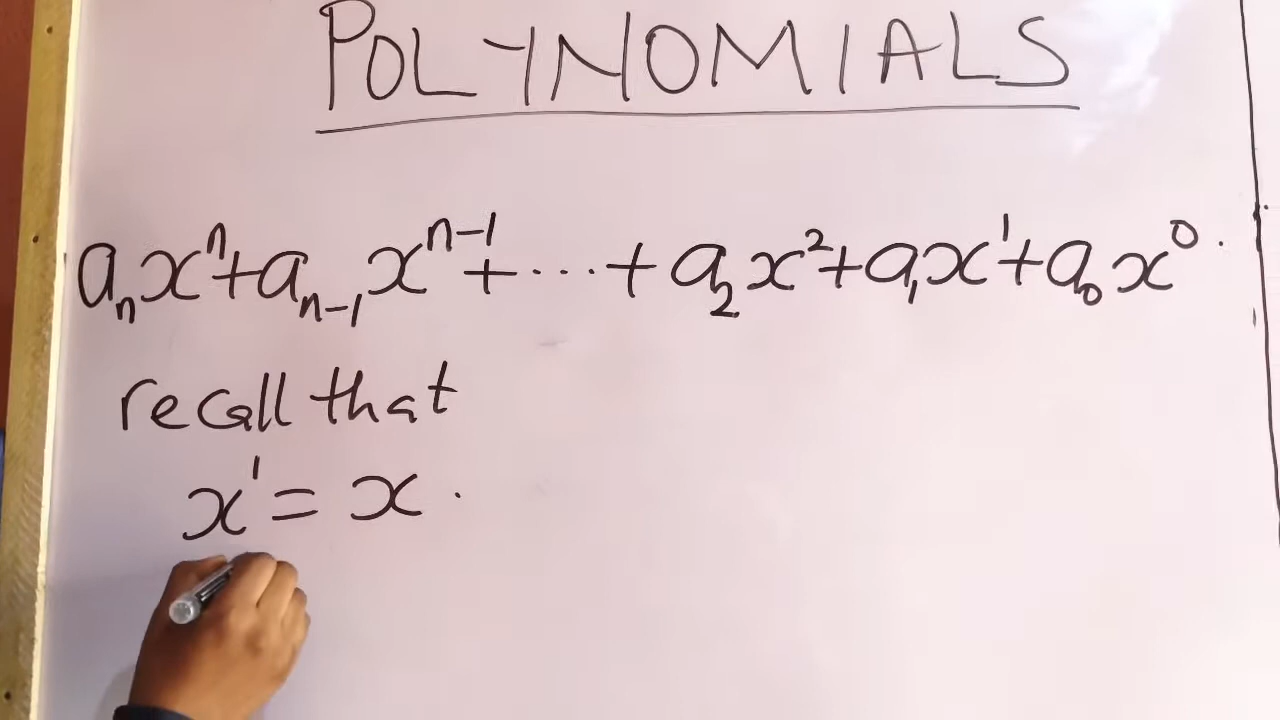 POLYNOMIALS
aₙxⁿ+aₙ₋₁xⁿ⁻¹+...+a₂x²+a₁x¹+a₀x⁰.
recall that
x¹=x.